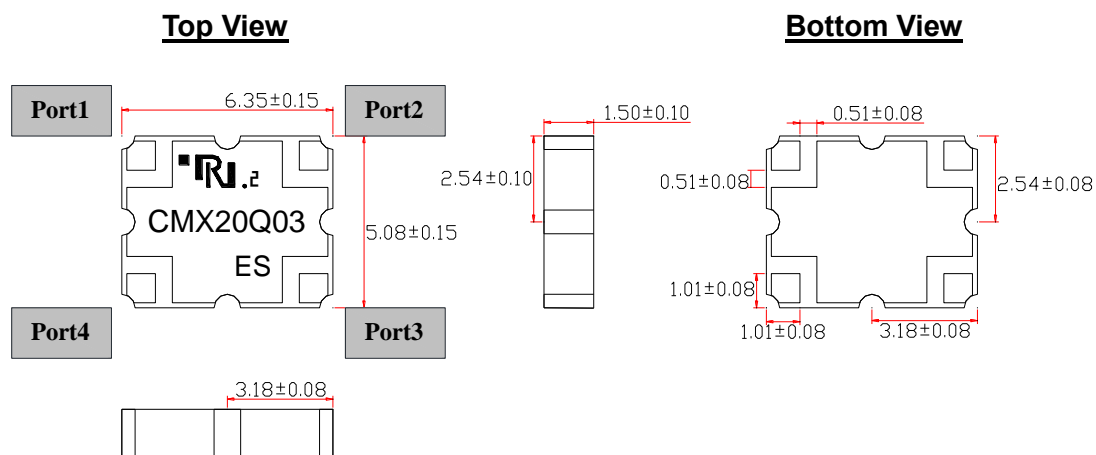 Top View
Bottom View
Port1
6.35±0.15
Port2
1.50±0.10
0.51±0.08
2.54±0.10
0.51±0.08
2.54±0.08
CMX20Q03
5.08±0.15
ES
1.01±0.08
Port4
Port3
1.01±0.08
3.18±0.08
3.18±0.08